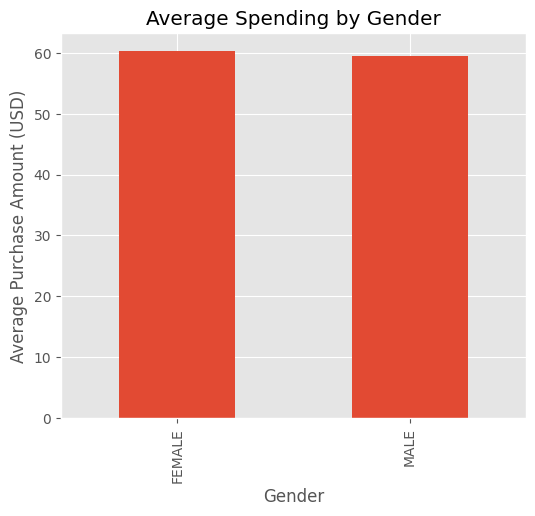 Average Spending by Gender
Average Purchase Amount (USD)
60
50
40
30
20
10
0
FEMALE
MALE
Gender